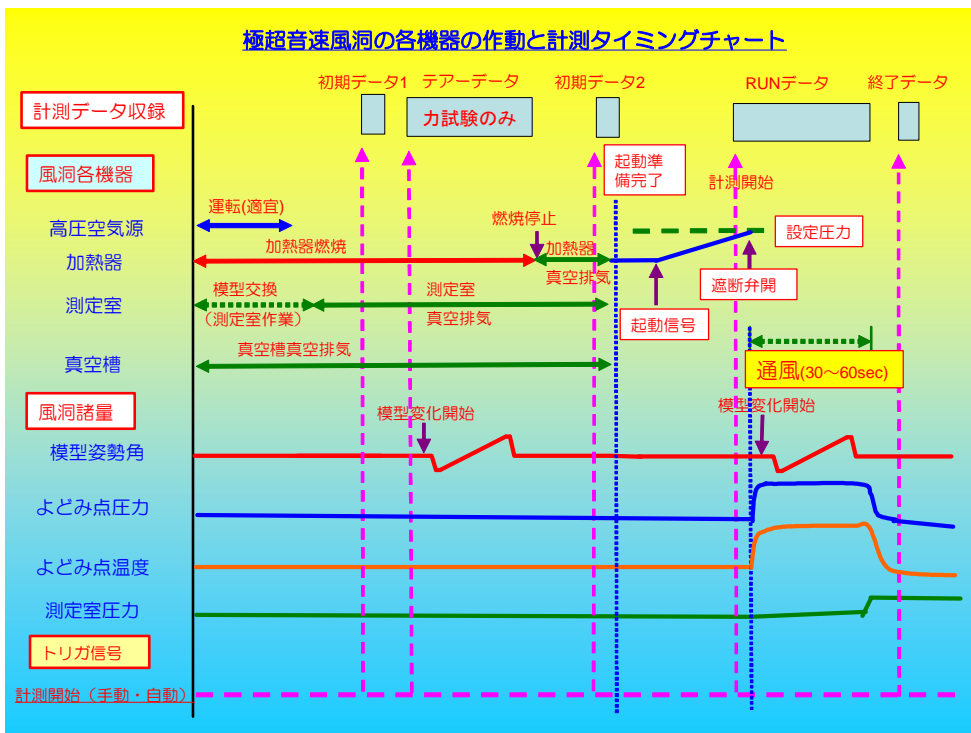 極超音速風洞の各機器の作動と計測タイミングチャート
初期データ1
テアーデータ
初期データ2
RUNデータ
終了データ
計測データ収録
力試験のみ
風洞各機器
起動準
備完了
計測開始
高圧空気源
運転(適宜)
燃焼停止
設定圧力
加熱器
加熱器燃焼
加熱器
真空排気
遮断弁開
測定室
模型交換
(測定室作業)
測定室
真空排気
起動信号
真空槽
真空槽真空排気
通風(30~60sec)
風洞諸量
模型変化開始
模型変化開始
模型姿勢角
よどみ点圧力
よどみ点温度
測定室圧力
トリガ信号
計測開始(手動・自動)